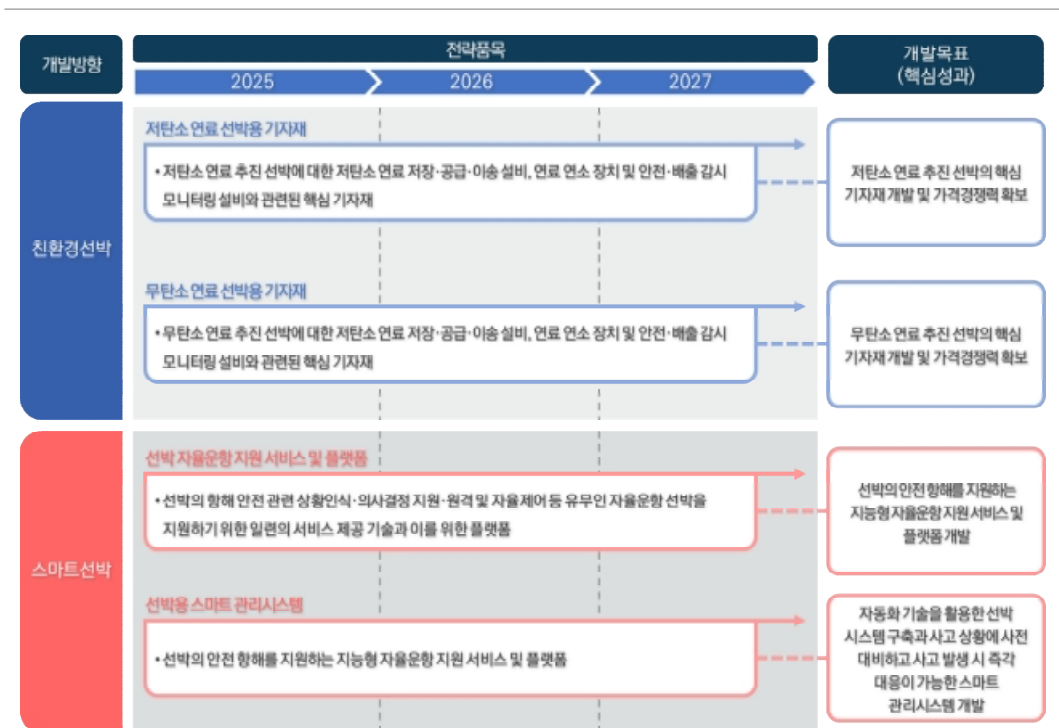 개발방향
전략품목
2025
2026
2027
개발목표
(핵심성과)
친환경선박
저탄소 연료 선박용 기자재
• 저탄소 연료 추진 선박에 대한 저탄소 연료 저장·공급·이송 설비, 연료 연소 장치 및 안전·배출 감시
모니터링 설비와 관련된 핵심 기자재
저탄소 연료 추진 선박의 핵심
기자재 개발 및 가격경쟁력 확보
무탄소 연료 선박용 기자재
• 무탄소 연료 추진 선박에 대한 저탄소 연료 저장·공급·이송 설비, 연료 연소 장치 및 안전·배출 감시
모니터링 설비와 관련된 핵심 기자재
무탄소 연료 추진 선박의 핵심
기자재 개발 및 가격경쟁력 확보
스마트선박
선박 자율운항 지원 서비스 및 플랫폼
• 선박의 항해 안전 관련 상황인식·의사결정 지원·원격 및 자율제어 등 유무인 자율운항 선박을
지원하기 위한 일련의 서비스 제공 기술과 이를 위한 플랫폼
선박의 안전 항해를 지원하는
지능형 자율운항 지원 서비스 및
플랫폼 개발
선박용 스마트 관리시스템
• 선박의 안전 항해를 지원하는 지능형 자율운항 지원 서비스 및 플랫폼
자동화 기술을 활용한 선박
시스템 구축과 사고 상황에 사전
대비하고 사고 발생 시 즉각
대응이 가능한 스마트
관리시스템 개발